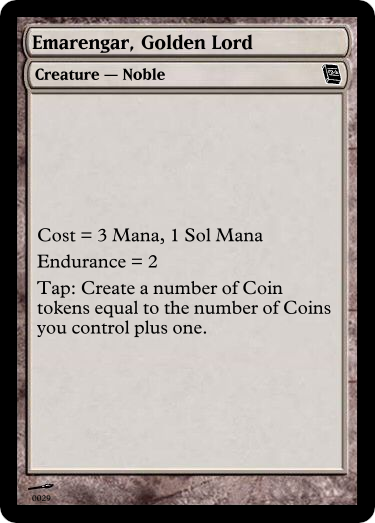 Emarengar, Golden Lord
Creature — Noble
Cost = 3 Mana, 1 Sol Mana
Endurance = 2
Tap: Create a number of Coin
tokens equal to the number of Coins
you control plus one.
0029